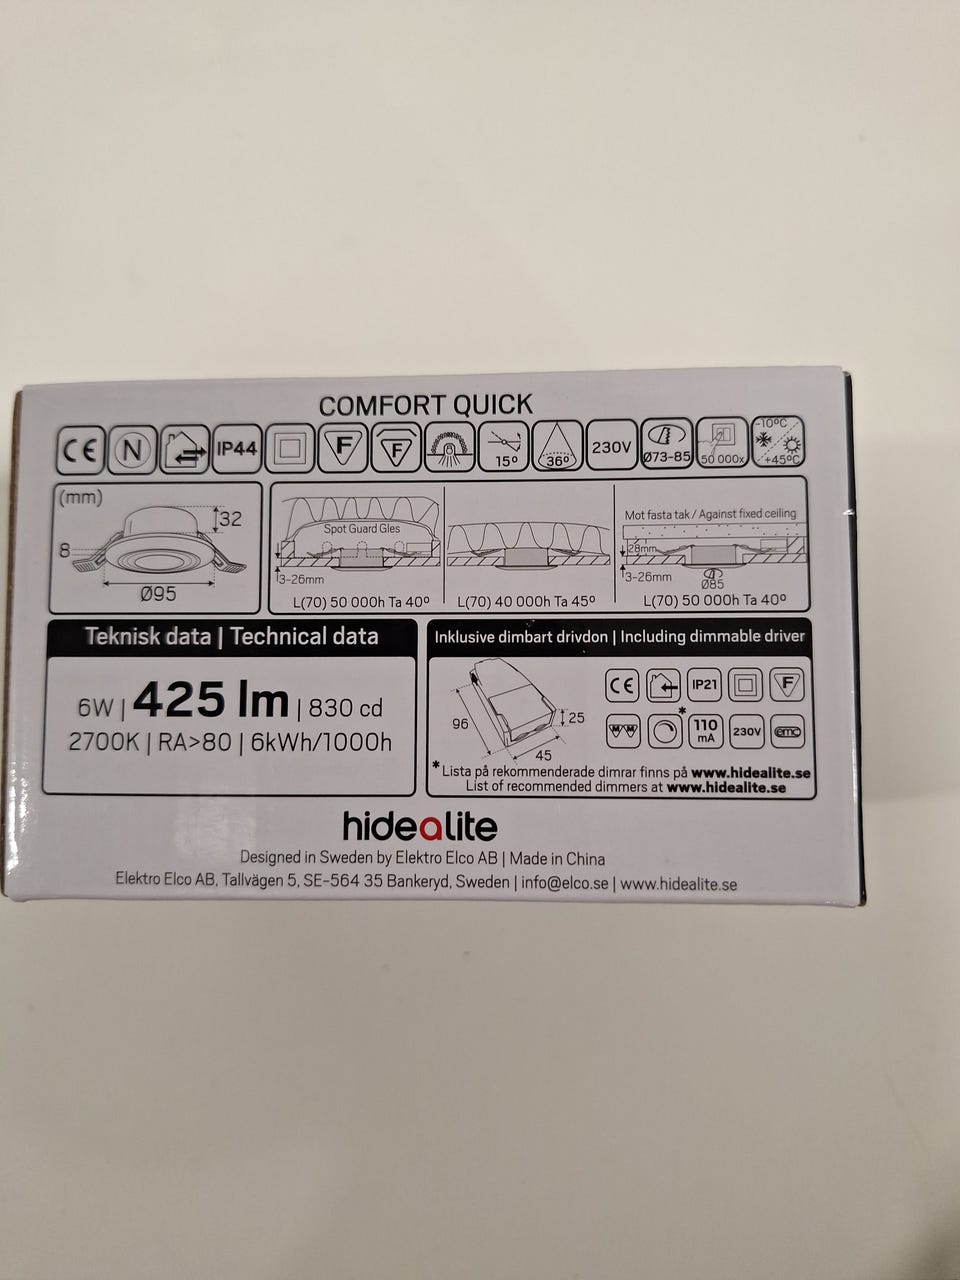 COMFORT QUICK
CE N IP44 F F 15° 36° 230V Ø73-85 50 000x -10°C +45°C
(mm)
32
8
Ø95
Spot Guard Gles
3-26mm
L(70) 50 000h Ta 40°
L(70) 40 000h Ta 45°
Mot fasta tak / Against fixed ceiling
28mm
3-26mm
Ø85
L(70) 50 000h Ta 40°
Teknisk data | Technical data
6W | 425 lm | 830 cd
2700K | RA>80 | 6kWh/1000h
Inklusive dimbart drivdon | Including dimmable driver
96
25
45
CE IP21 F
* 110 mA 230V emc
*Lista på rekommenderade dimrar finns på www.hidealite.se
List of recommended dimmers at www.hidealite.se
hidealite
Designed in Sweden by Elektro Elco AB | Made in China
Elektro Elco AB, Tallvägen 5, SE-564 35 Bankeryd, Sweden | info@elco.se | www.hidealite.se